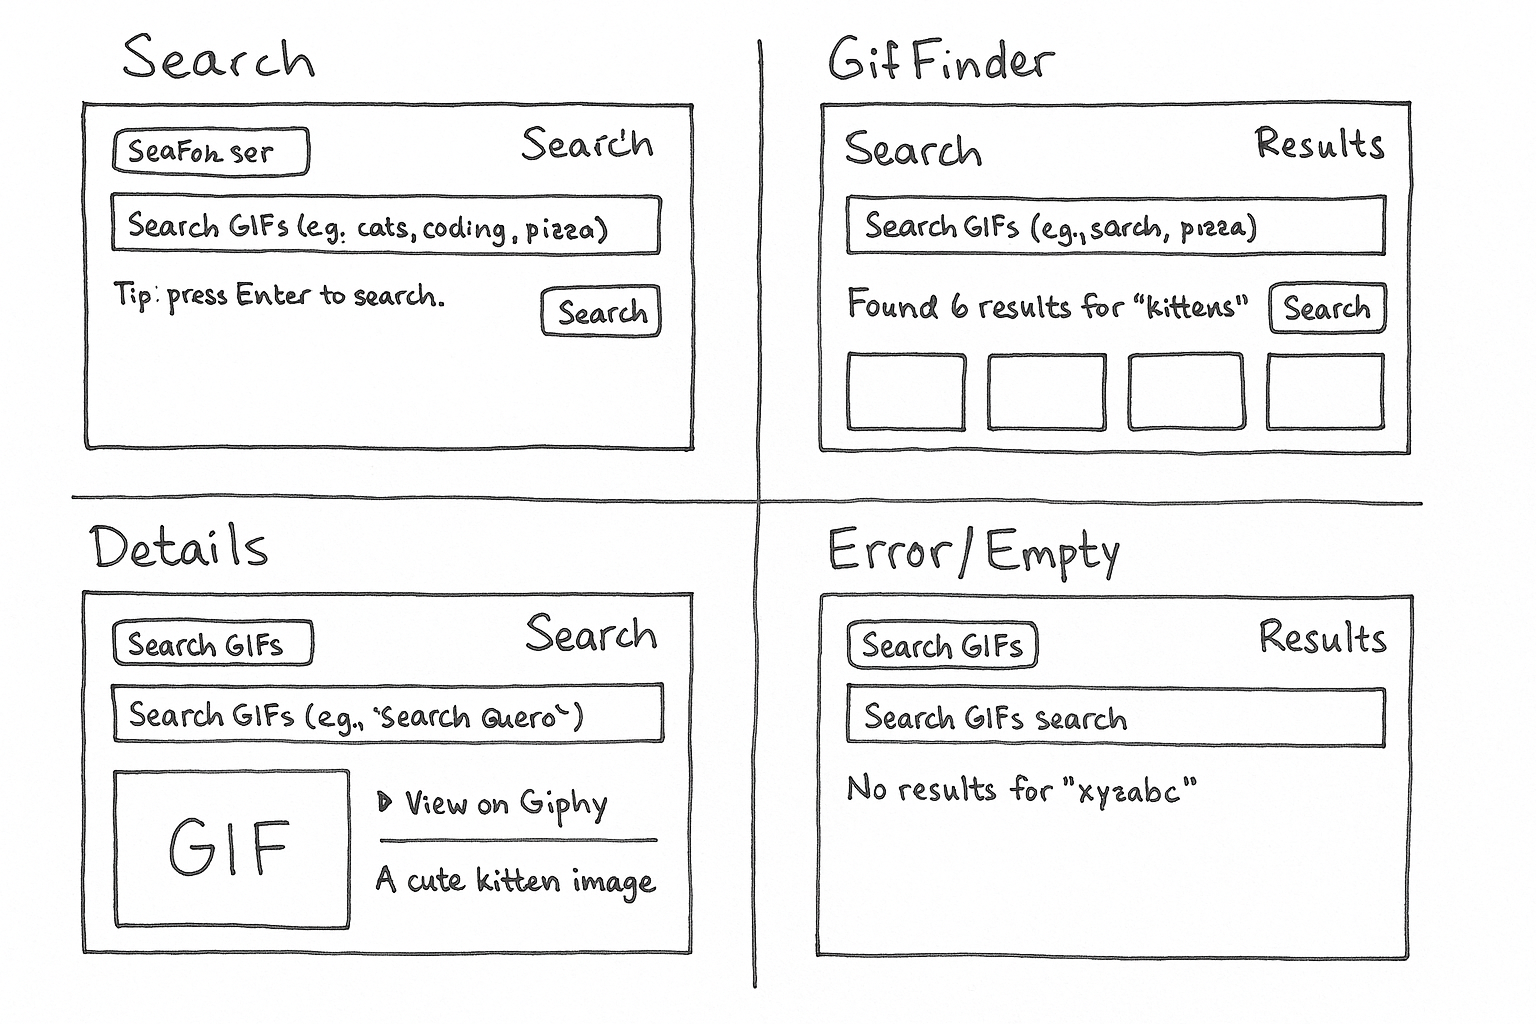 Search
SeaFoh ser
Search
Search GIFs (eg. cats, coding, pizza)
Tip: press Enter to search.
Search
GifFinder
Search
Results
Search GIFs (eg., sarch, pizza)
Found 6 results for "kittens"
Search
Details
Search GIFs
Search
Search GIFs (eg., 'Search Quero')
GIF
View on Giphy
A cute kitten image
Error/Empty
Search GIFs
Results
Search GIFs search
No results for "xyzabc"